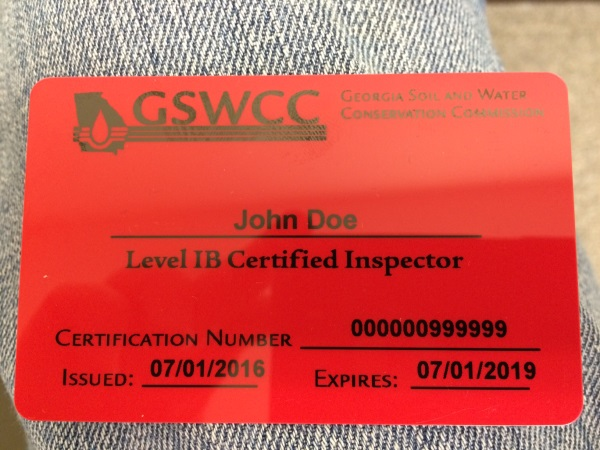 GSWCC
Georgia Soil and Water
Conservation Commission
John Doe
Level IB Certified Inspector
Certification Number 000000999999
Issued: 07/01/2016 Expires: 07/01/2019